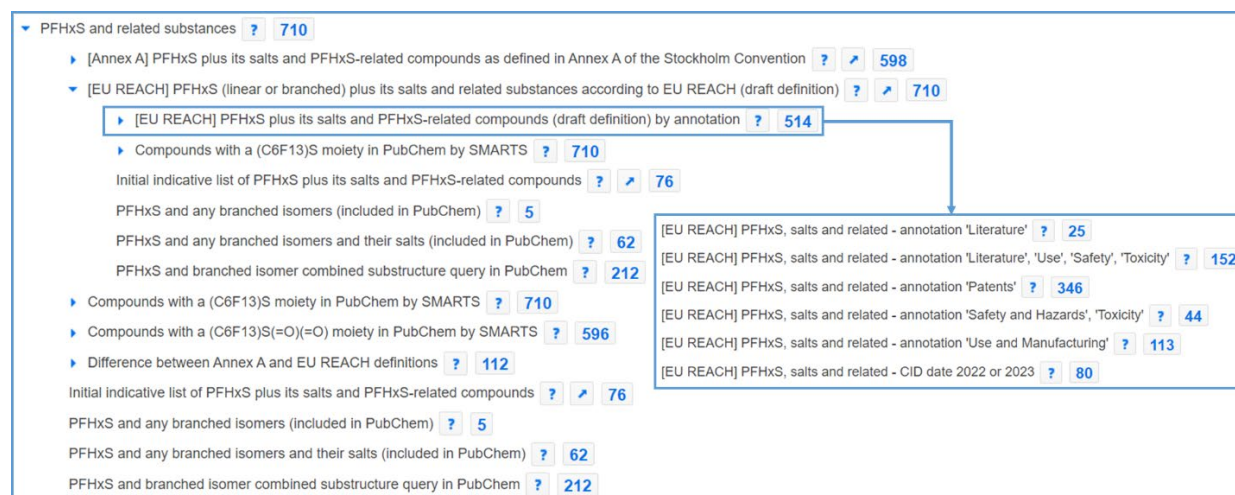 PFHxS and related substances ? 710
[Annex A] PFHxS plus its salts and PFHxS-related compounds as defined in Annex A of the Stockholm Convention ? 598
[EU REACH] PFHxS (linear or branched) plus its salts and related substances according to EU REACH (draft definition) ? 710
[EU REACH] PFHxS plus its salts and PFHxS-related compounds (draft definition) by annotation ? 514
Compounds with a (C6F13)S moiety in PubChem by SMARTS ? 710
Initial indicative list of PFHxS plus its salts and PFHxS-related compounds ? 76
PFHxS and any branched isomers (included in PubChem) ? 5
PFHxS and any branched isomers and their salts (included in PubChem) ? 62
PFHxS and branched isomer combined substructure query in PubChem ? 212
Compounds with a (C6F13)S moiety in PubChem by SMARTS ? 710
Compounds with a (C6F13)S(=O)(=O) moiety in PubChem by SMARTS ? 596
Difference between Annex A and EU REACH definitions ? 112
Initial indicative list of PFHxS plus its salts and PFHxS-related compounds ? 76
PFHxS and any branched isomers (included in PubChem) ? 5
PFHxS and any branched isomers and their salts (included in PubChem) ? 62
PFHxS and branched isomer combined substructure query in PubChem ? 212
[EU REACH] PFHxS, salts and related - annotation 'Literature' ? 25
[EU REACH] PFHxS, salts and related - annotation 'Literature', 'Use', 'Safety', 'Toxicity' ? 152
[EU REACH] PFHxS, salts and related - annotation 'Patents' ? 346
[EU REACH] PFHxS, salts and related - annotation 'Safety and Hazards', 'Toxicity' ? 44
[EU REACH] PFHxS, salts and related - annotation 'Use and Manufacturing' ? 113
[EU REACH] PFHxS, salts and related - CID date 2022 or 2023 ? 80